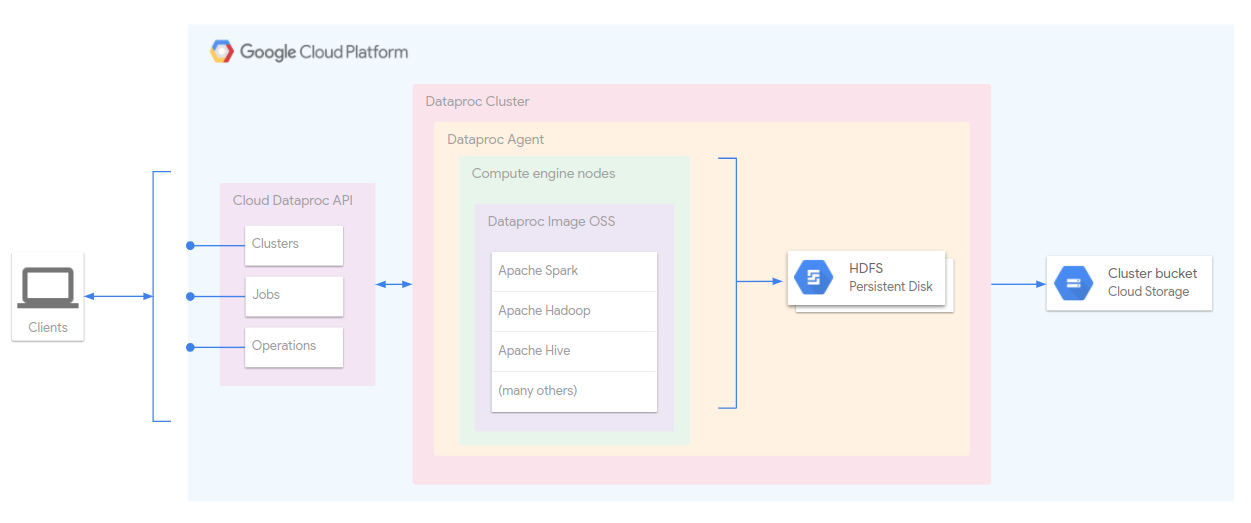 Google Cloud Platform
Dataproc Cluster
Dataproc Agent
Compute engine nodes
Cloud Dataproc API
Dataproc Image OSS
Clusters
Jobs
Operations
Apache Spark
Apache Hadoop
Apache Hive
(many others)
HDFS
Persistent Disk
Cluster bucket
Cloud Storage
Clients